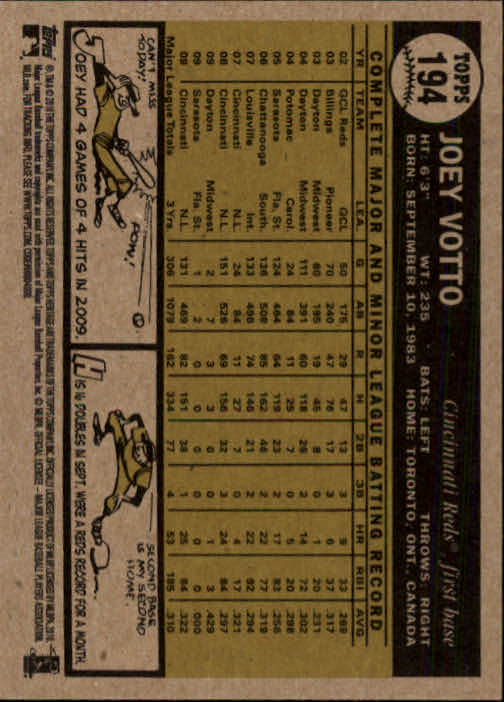 TOPPS
194
JOEY VOTTO
Cincinnati Reds® first base
HT: 6'3" WT: 235 BATS: LEFT THROWS: RIGHT
BORN: SEPTEMBER 10, 1983 HOME: TORONTO, ONT., CANADA
COMPLETE MAJOR AND MINOR LEAGUE BATTING RECORD
YR TEAM LEA. G AB R H 2B 3B HR RBI AVG
02 GCL Reds GCL 50 175 29 47 13 3 9 33 .269
03 Billings Pioneer 70 240 47 76 17 3 6 37 .317
03 Dayton Midwest 60 195 19 45 8 0 1 20 .231
04 Dayton Midwest 111 391 60 118 26 2 14 72 .302
04 Potomac Carol. 24 84 11 25 7 0 5 20 .298
05 Sarasota Fla. St. 124 464 64 119 23 2 17 83 .256
06 Chattanooga South. 136 508 85 162 46 2 22 77 .319
07 Louisville Int. 133 496 74 146 21 2 22 92 .294
07 Cincinnati N.L. 24 84 11 27 7 0 4 17 .321
08 Cincinnati N.L. 151 526 69 156 32 3 24 84 .297
09 Dayton Midwest 2 7 3 3 0 0 1 3 .429
09 Sarasota Fla. St. 1 2 0 0 0 0 0 0 .000
09 Cincinnati N.L. 131 469 82 151 38 1 25 84 .322
Major League Totals 3 Yrs. 306 1079 162 334 77 4 53 185 .310
CAN'T MISS TODAY!
POW!
JOEY HAD 4 GAMES OF 4 HITS IN 2009.
SECOND BASE IS MY SECOND HOME.
HIS 16 DOUBLES IN SEPT. WERE A REDS RECORD FOR A MONTH.
Topps